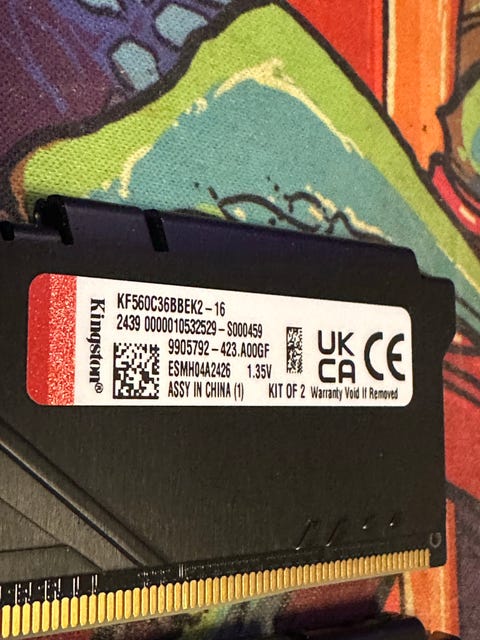 Kingston®
KF560C36BBEK2-16
2439 0000010532529-S000459
9905792-423.A00GF
ESMH04A2426 1.35V
ASSY IN CHINA (1) KIT OF 2 Warranty Void If Removed
UK
CA
CE